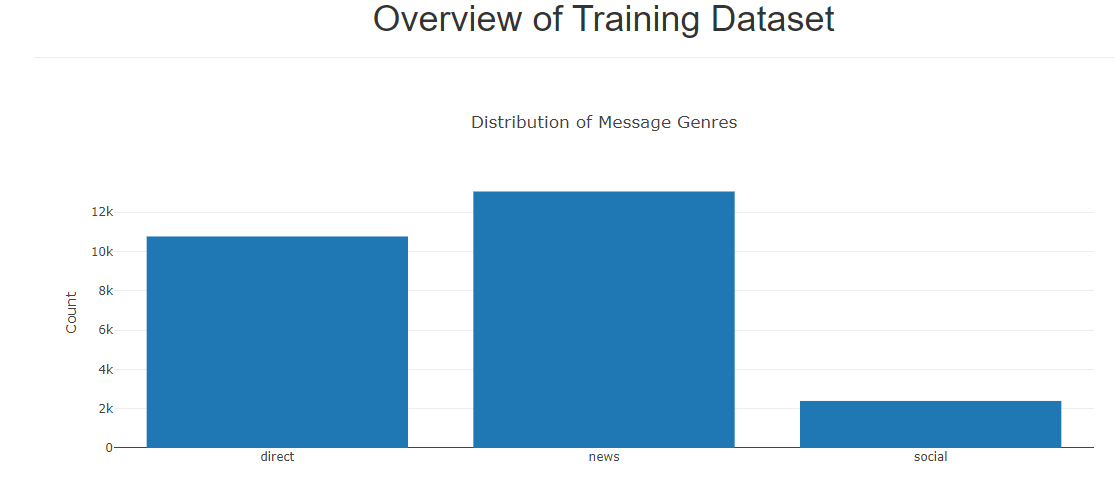 Overview of Training Dataset
Distribution of Message Genres
12k
10k
8k
6k
4k
2k
0
Count
direct
news
social